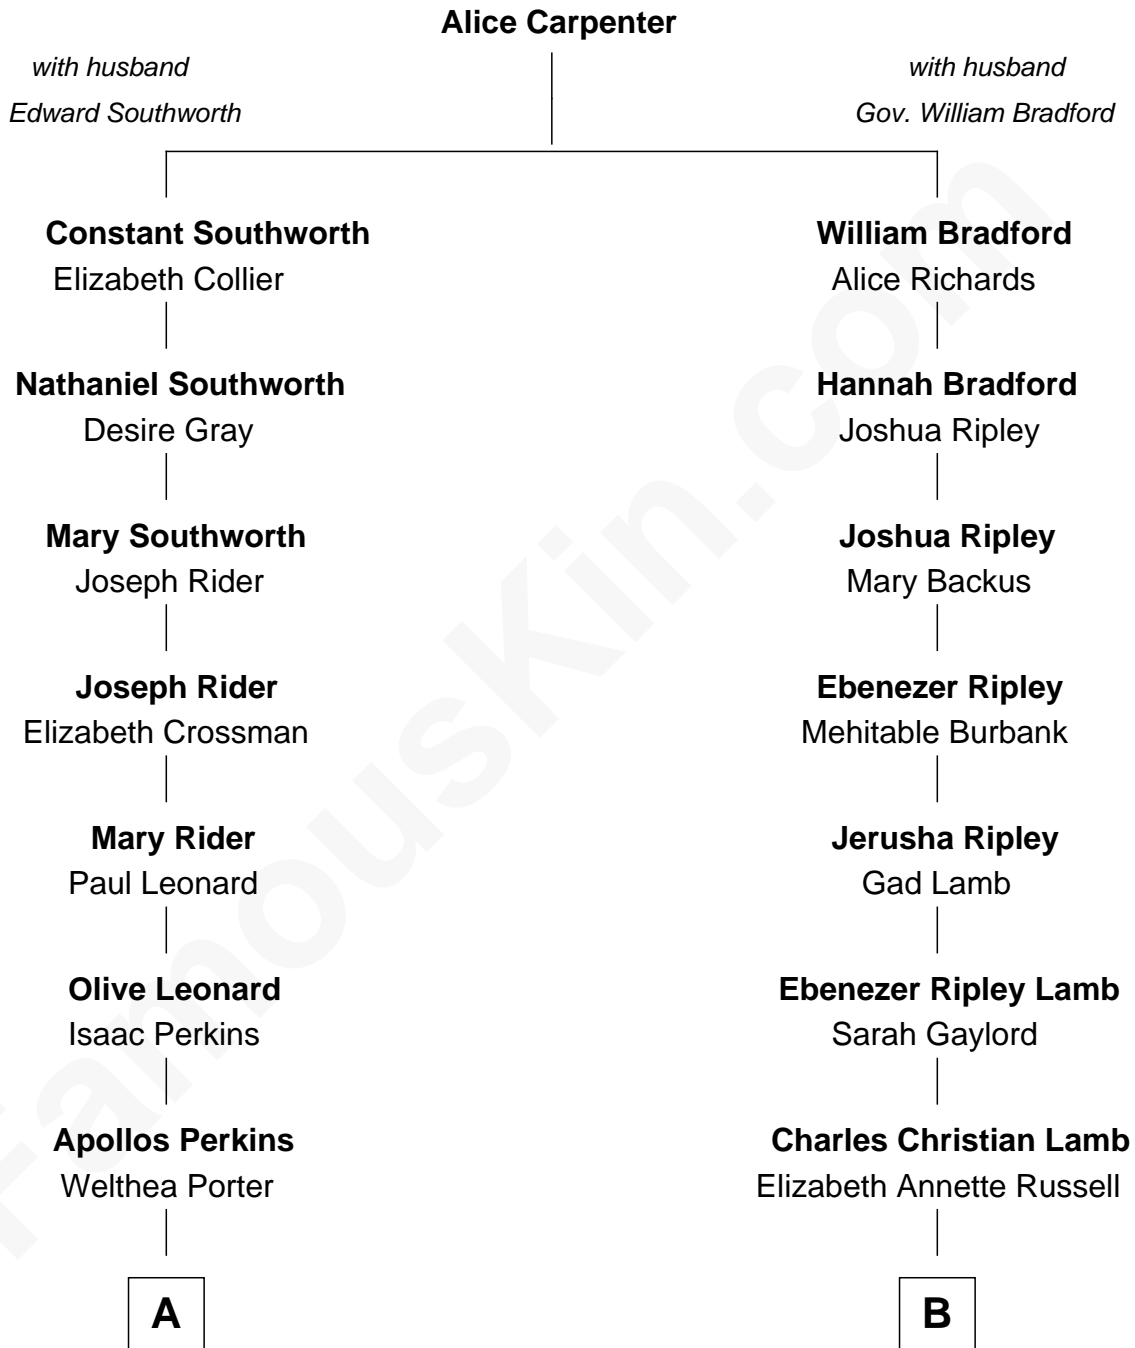 Alice Carpenter
with husband
Edward Southworth
with husband
Gov. William Bradford
Constant Southworth
Elizabeth Collier
William Bradford
Alice Richards
Nathaniel Southworth
Desire Gray
Hannah Bradford
Joshua Ripley
Mary Southworth
Joseph Rider
Joshua Ripley
Mary Backus
Joseph Rider
Elizabeth Crossman
Ebenezer Ripley
Mehitable Burbank
Mary Rider
Paul Leonard
Jerusha Ripley
Gad Lamb
Olive Leonard
Isaac Perkins
Ebenezer Ripley Lamb
Sarah Gaylord
Apollos Perkins
Welthea Porter
Charles Christian Lamb
Elizabeth Annette Russell
A
B
FamousKin.com